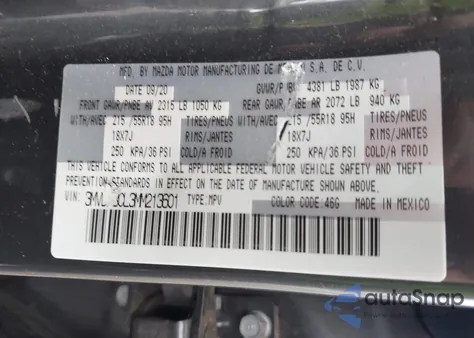 MFD. BY MAZDA MOTOR MANUFACTURING DE S.A. DE C.V.
DATE 09/20 GVWR/PNBV 4381 LB 1987 KG
FRONT GAWR/PNBE AV 2315 LB 1050 KG REAR GAWR/PNBE AR 2072 LB 940 KG
WITH/AVEC 215/55R18 95H TIRES/PNEUS WITH/AVEC 215/55R18 95H TIRES/PNEUS
18X7J RIMS/JANTES 18X7J RIMS/JANTES
250 KPA/36 PSI COLD/A FROID 250 KPA/36 PSI COLD/A FROID
THIS VEHICLE CONFORMS TO ALL APPLICABLE FEDERAL MOTOR VEHICLE SAFETY AND THEFT
PREVENTION STANDARDS IN EFFECT ON THE DATE OF MANUFACTURE SHOWN ABOVE.
VIN: TYPE: MPV COLOR CODE: 46G MADE IN MEXICO
autoSnap